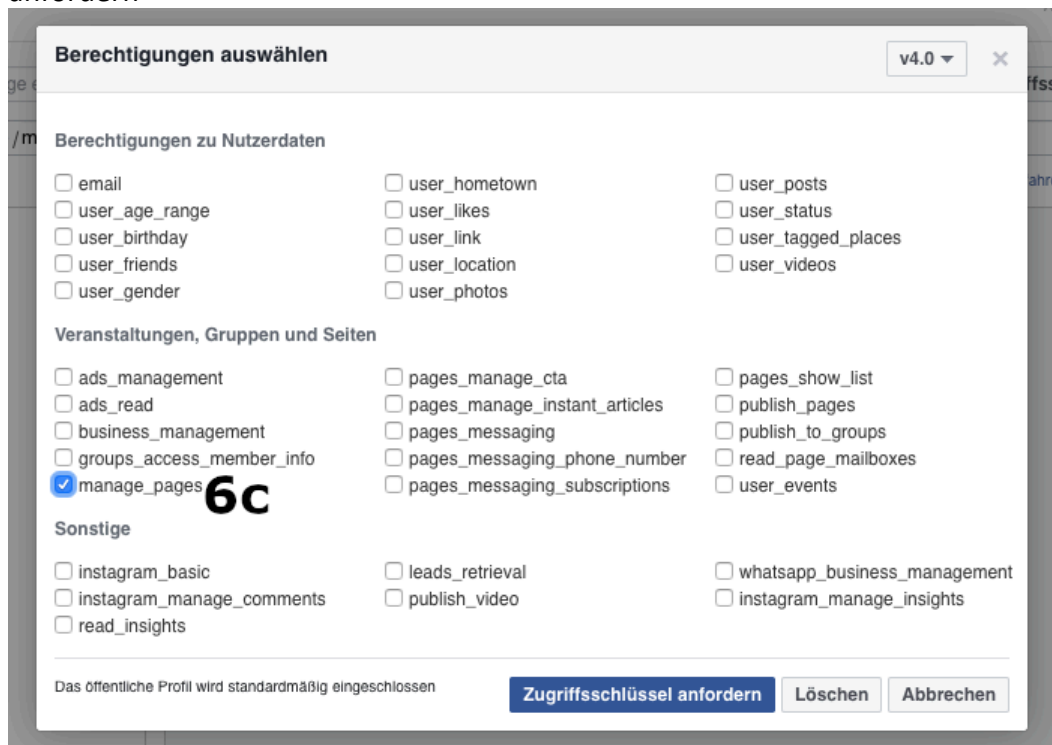 Berechtigungen auswählen v4.0
ge e ffss
/m Berechtigungen zu Nutzerdaten
email user_hometown user_posts
ahre
user_age_range user_likes user_status
user_birthday user_link user_tagged_places
user_friends user_location user_videos
user_gender user_photos
Veranstaltungen, Gruppen und Seiten
ads_management pages_manage_cta pages_show_list
ads_read pages_manage_instant_articles publish_pages
business_management pages_messaging publish_to_groups
groups_access_member_info pages_messaging_phone_number read_page_mailboxes
manage_pages 6c pages_messaging_subscriptions user_events
Sonstige
instagram_basic leads_retrieval whatsapp_business_management
instagram_manage_comments publish_video instagram_manage_insights
read_insights
Das öffentliche Profil wird standardmäßig eingeschlossen Zugriffsschlüssel anfordern Löschen Abbrechen